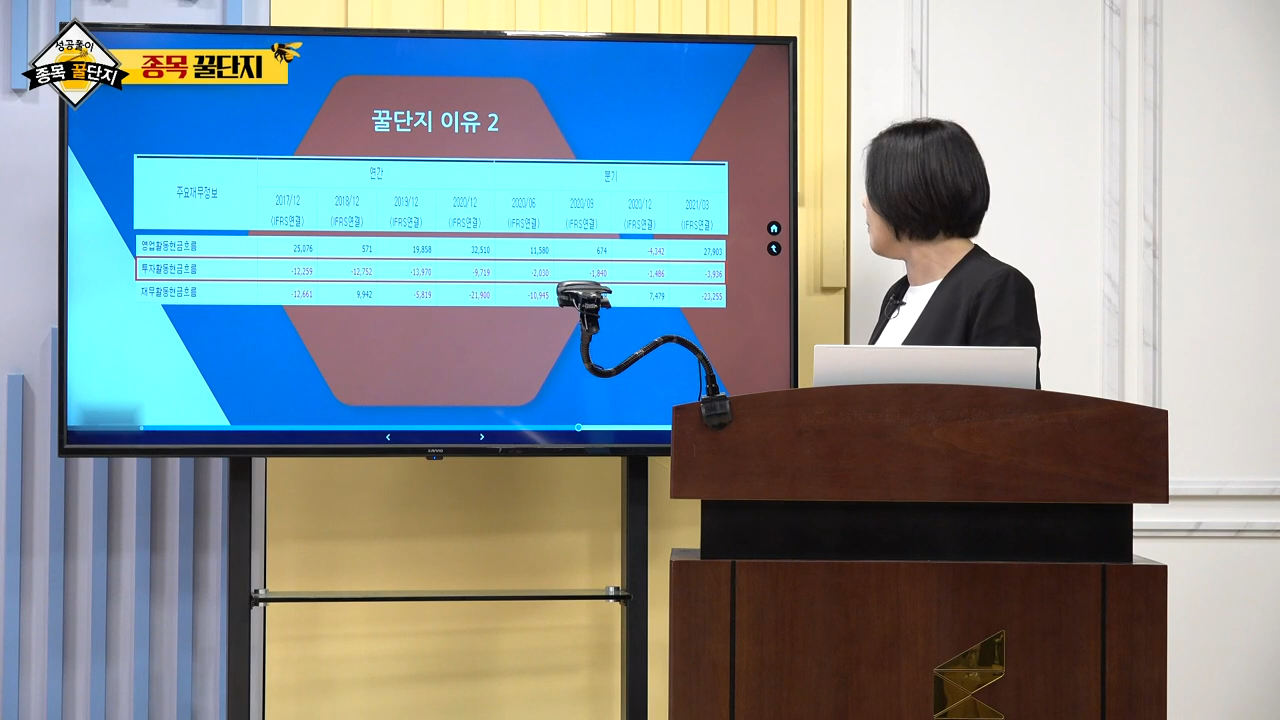 성공풀이
종목 꿀단지
종목 꿀단지
꿀단지 이유 2
주요재무정보 연간 분기
2017/12 2018/12 2019/12 2020/12 2020/06 2020/09 2020/12 2021/03
(IFRS연결) (IFRS연결) (IFRS연결) (IFRS연결) (IFRS연결) (IFRS연결) (IFRS연결) (IFRS연결)
영업활동현금흐름 25,076 571 19,858 32,510 11,580 674 -4,342 27,903
투자활동현금흐름 -12,259 -12,752 -13,970 -9,719 -2,030 -1,840 -1,486 -3,936
재무활동현금흐름 -12,661 9,942 -5,819 -21,900 -10,945 7,479 -23,255